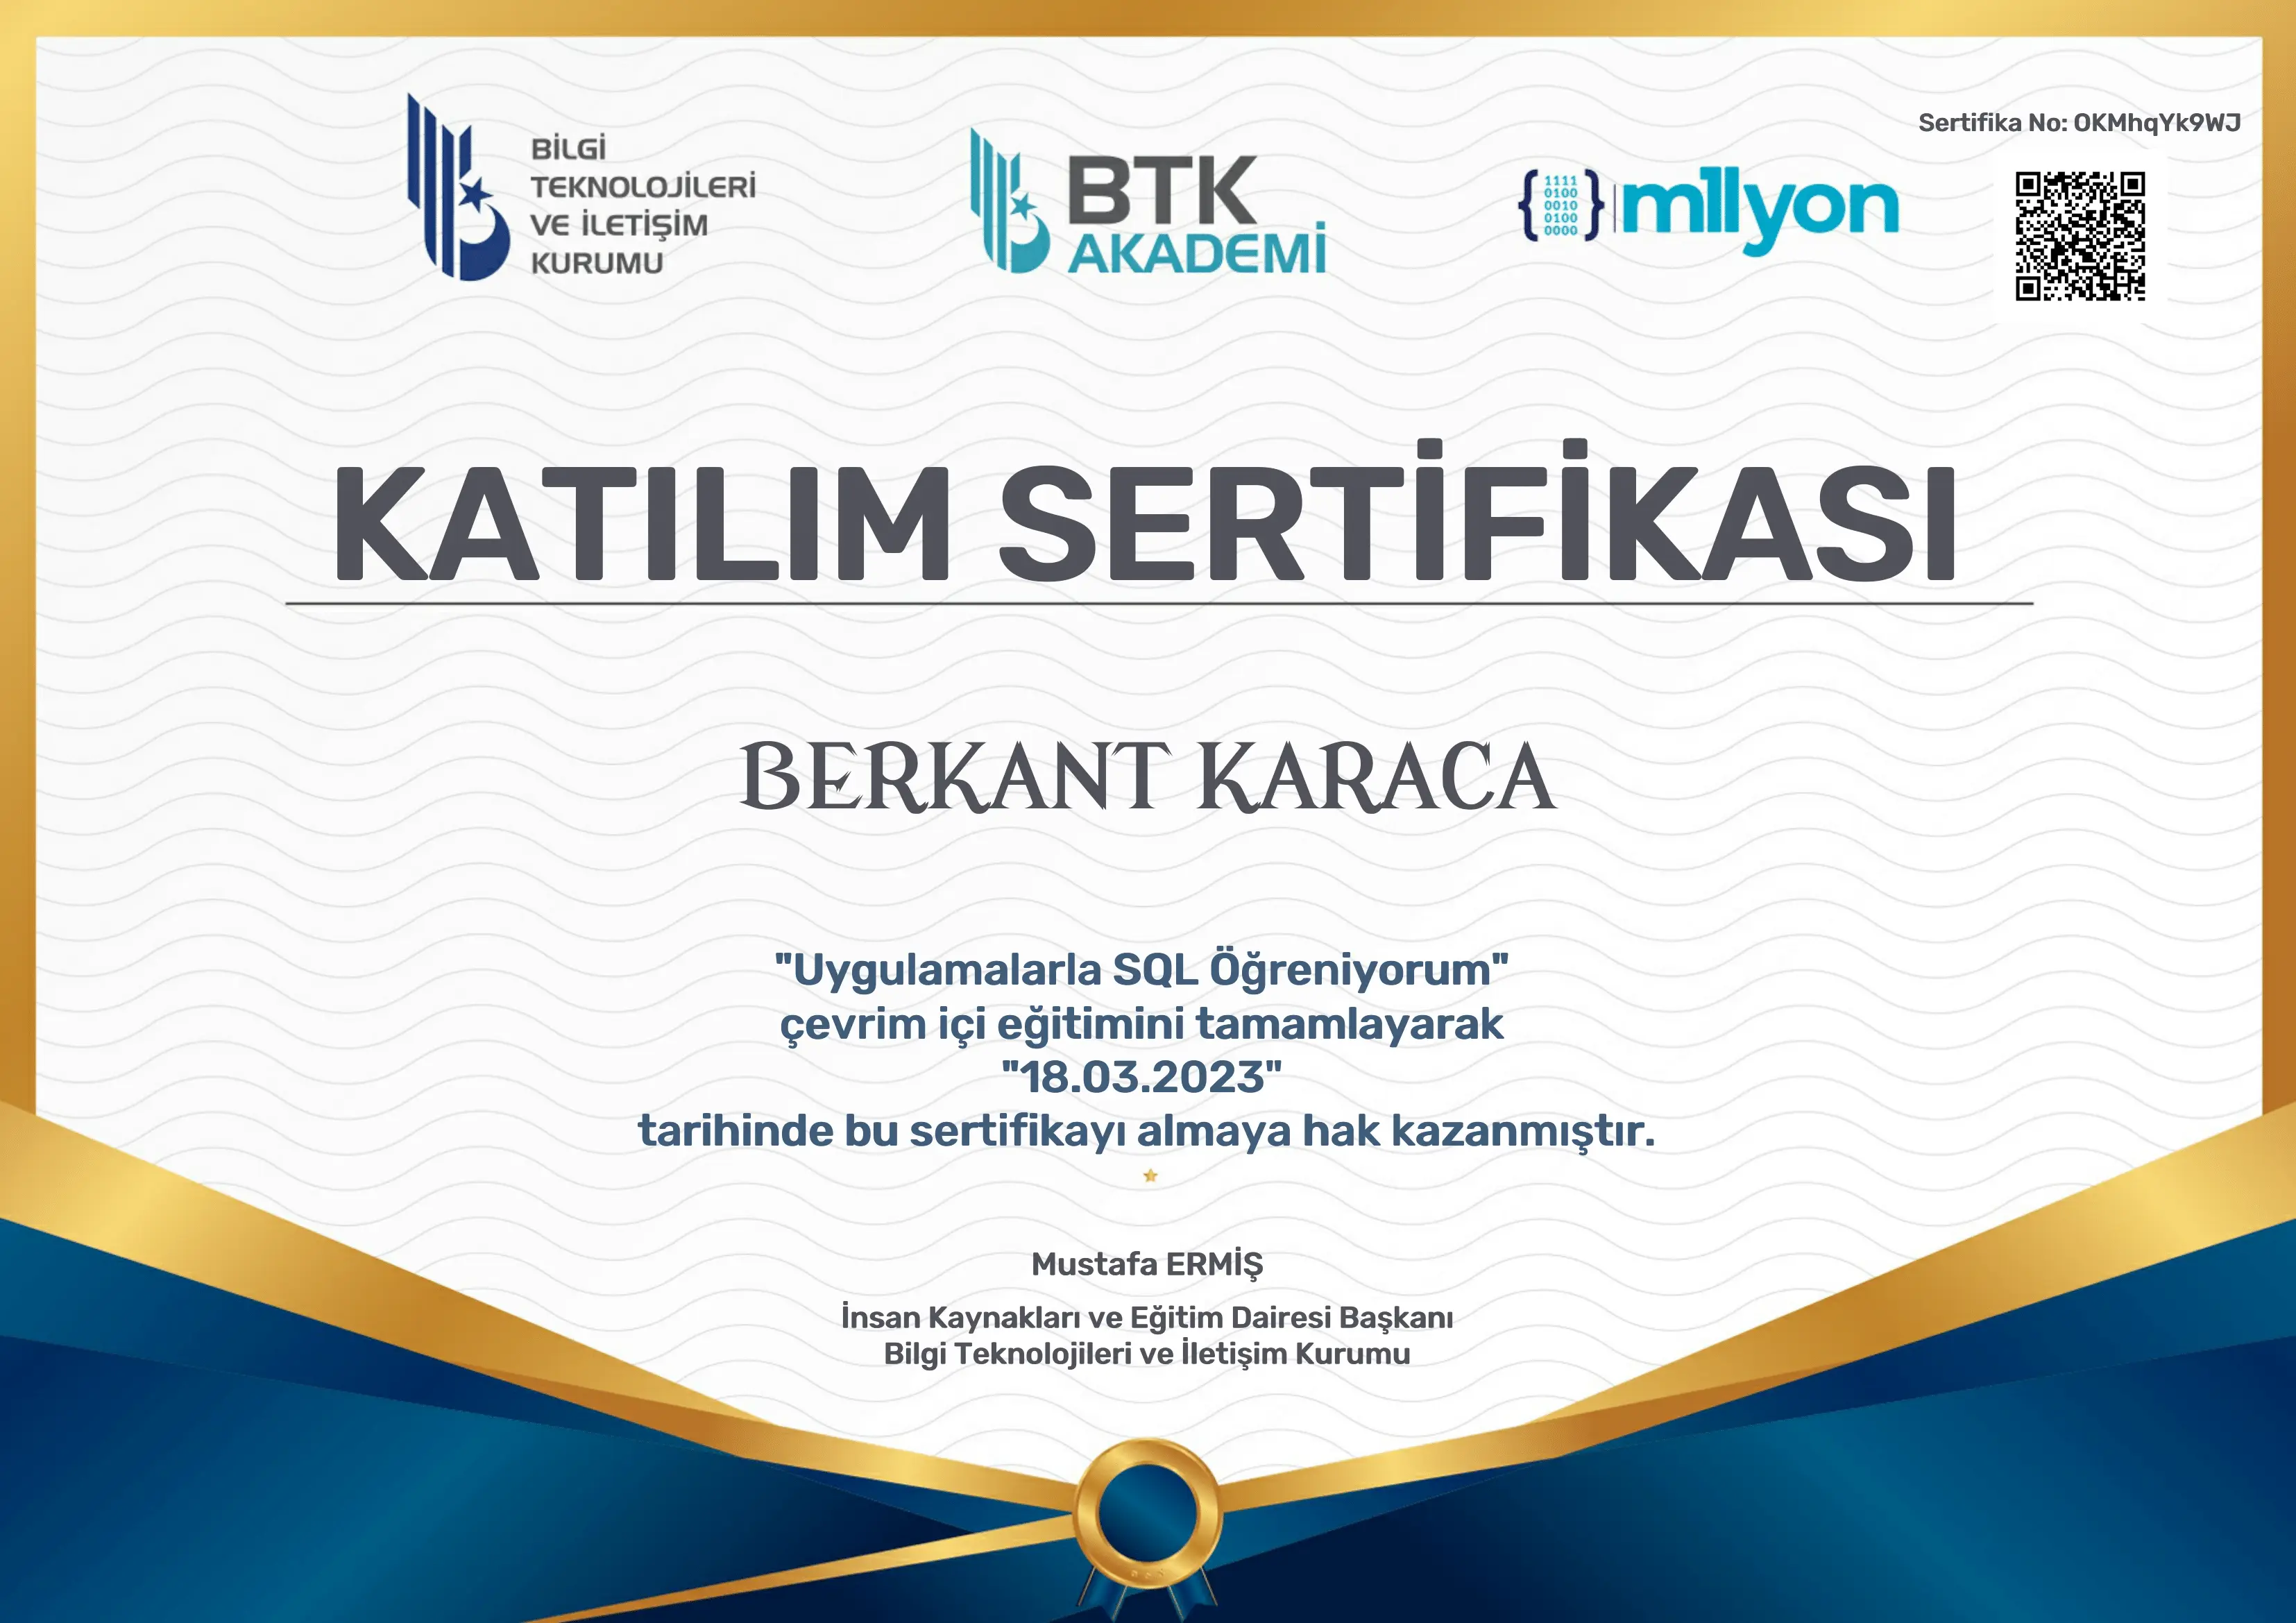 Sertifika No: OKMhqYk9WJ
BİLGİ
TEKNOLOJİLERİ
VE İLETİŞİM
KURUMU
BTK
AKADEMİ
1111
0100
0010
0100
0000
m1lyon
KATILIM SERTİFİKASI
BERKANT KARACA
"Uygulamalarla SQL Öğreniyorum"
çevrim içi eğitimini tamamlayarak
"18.03.2023"
tarihinde bu sertifikayı almaya hak kazanmıştır.
Mustafa ERMİŞ
İnsan Kaynakları ve Eğitim Dairesi Başkanı
Bilgi Teknolojileri ve İletişim Kurumu